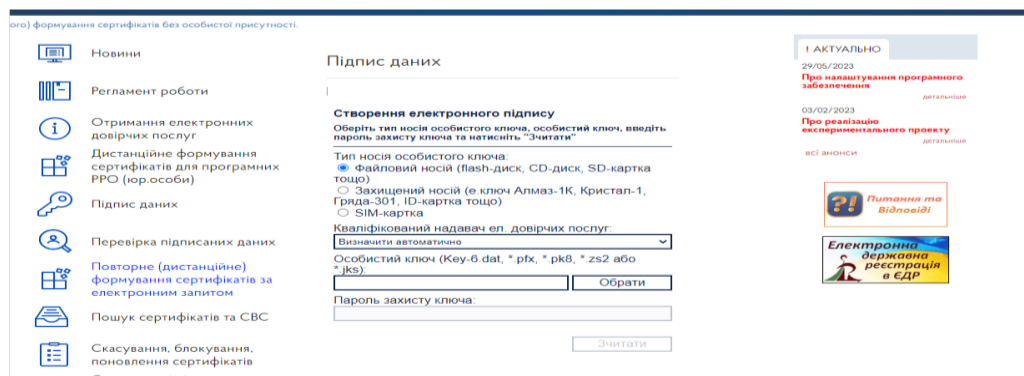 ого) формування сертифікатів без особистої присутності.
Новини
Регламент роботи
Отримання електронних
довірчих послуг
Дистанційне формування
сертифікатів для програмних
РРО (юр.особи)
Підпис даних
Перевірка підписаних даних
Повторне (дистанційне)
формування сертифікатів за
електронним запитом
Пошук сертифікатів та СВС
Скасування, блокування,
поновлення сертифікатів
Підпис даних
Створення електронного підпису
Оберіть тип носія особистого ключа, особистий ключ, введіть
пароль захисту ключа та натисніть "Зчитати"
Тип носія особистого ключа:
Файловий носій (flash-диск, CD-диск, SD-картка
тощо)
Захищений носій (е.ключ Алмаз-1К, Кристал-1,
Гряда-301, ID-картка тощо)
SIM-картка
Кваліфікований надавач ел. довірчих послуг:
Визначити автоматично
Особистий ключ (Key-6.dat, *.pfx, *.pk8, *.zs2 або
*.jks):
Обрати
Пароль захисту ключа:
Зчитати
! АКТУАЛЬНО
29/05/2023
Про налаштування програмного
забезпечення
детальніше
03/02/2023
Про реалізацію
експериментального проекту
детальніше
всі анонси
?!
Питання та
Відповіді
Електронна
державна
реєстрація
в ЄДР